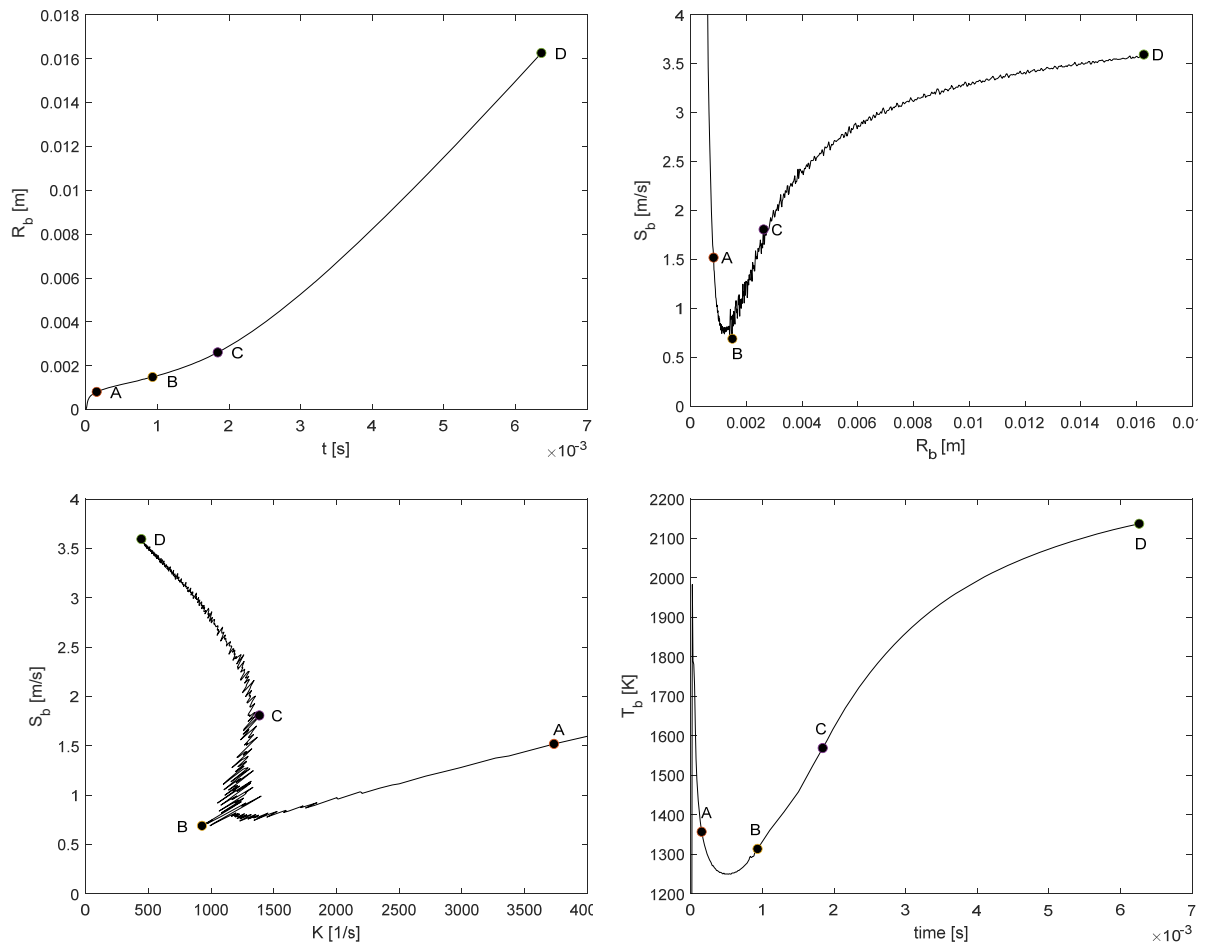 0.018
0.016
0.014
0.012
0.01
0.008
0.006
0.004
0.002
0
R_b [m]
A
B
C
D
0 1 2 3 4 5 6 7
t [s]
×10^-3
4
3.5
3
2.5
2
1.5
1
0.5
0
S_b [m/s]
A
B
C
D
0 0.002 0.004 0.006 0.008 0.01 0.012 0.014 0.016 0.01
R_b [m]
4
3.5
3
2.5
2
1.5
1
0.5
0
S_b [m/s]
D
C
A
B
0 500 1000 1500 2000 2500 3000 3500 400
K [1/s]
2200
2100
2000
1900
1800
1700
1600
1500
1400
1300
1200
T_b [K]
A
B
C
D
0 1 2 3 4 5 6 7
time [s]
×10^-3